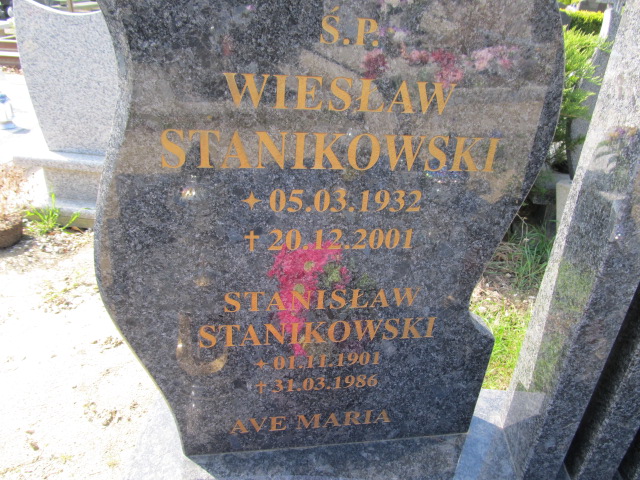 Ś.P.
WIESŁAW
STANIKOWSKI
✦ 05.03.1932
✝ 20.12.2001
STANISŁAW
STANIKOWSKI
✦ 01.11.1901
✝ 31.03.1986
AVE MARIA